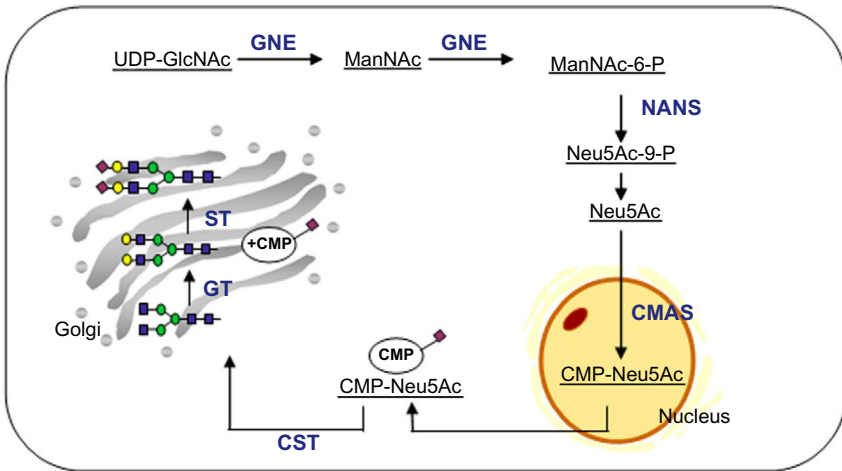 GNE
GNE
UDP-GlcNAc
ManNAc
ManNAc-6-P
NANS
Neu5Ac-9-P
Neu5Ac
ST
+CMP
GT
CMAS
Golgi
CMP
CMP-Neu5Ac
CMP-Neu5Ac
Nucleus
CST